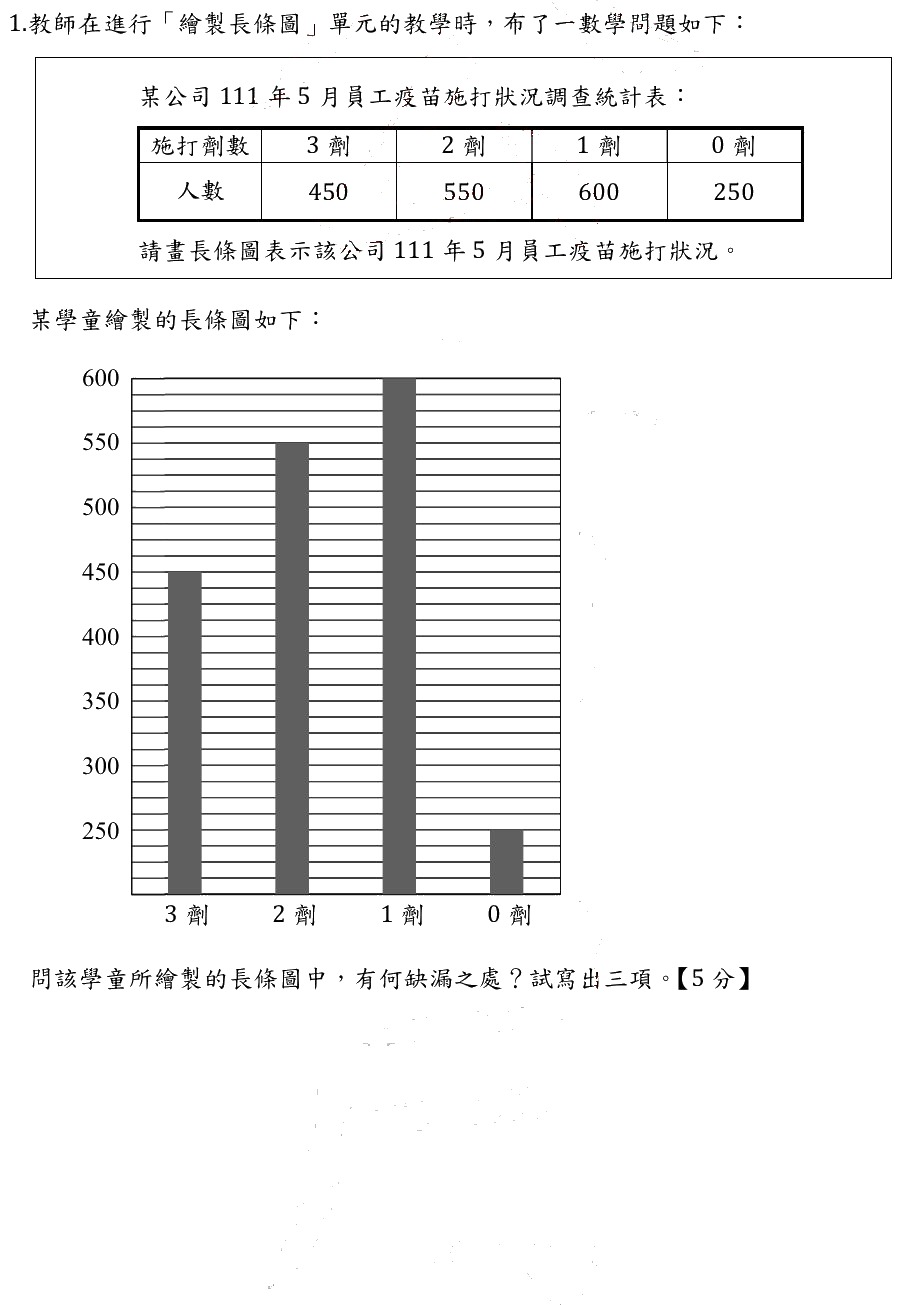 1.教師在進行「繪製長條圖」單元的教學時，布了一數學問題如下：
某公司 111 年 5 月員工疫苗施打狀況調查統計表：
施打劑數 3 劑 2 劑 1 劑 0 劑
人數 450 550 600 250
請畫長條圖表示該公司 111 年 5 月員工疫苗施打狀況。
某學童繪製的長條圖如下：
600
550
500
450
400
350
300
250
3 劑 2 劑 1 劑 0 劑
問該學童所繪製的長條圖中，有何缺漏之處？試寫出三項。【5 分】